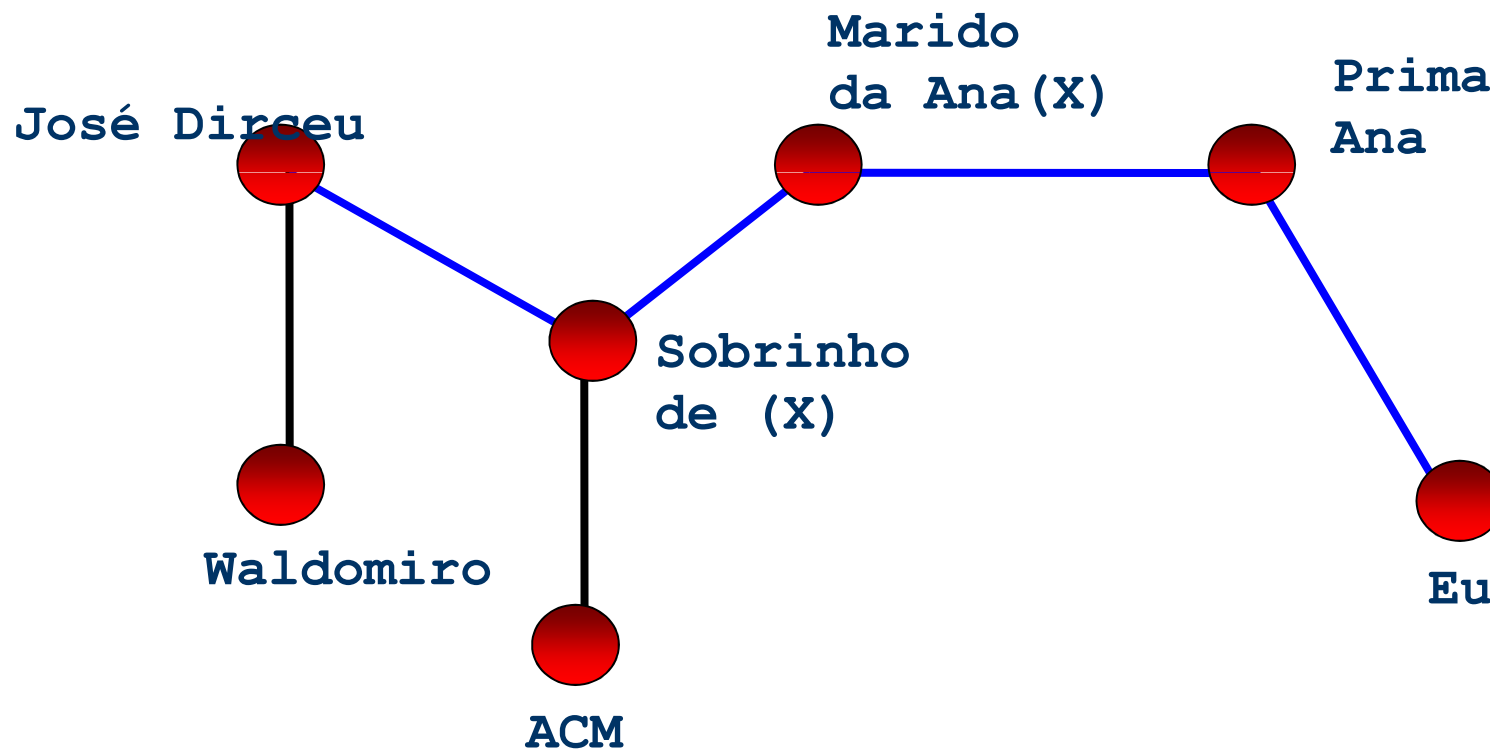 Marido
da Ana(X)
Prima
Ana
José Dirceu
Sobrinho
de (X)
Waldomiro
Eu
ACM